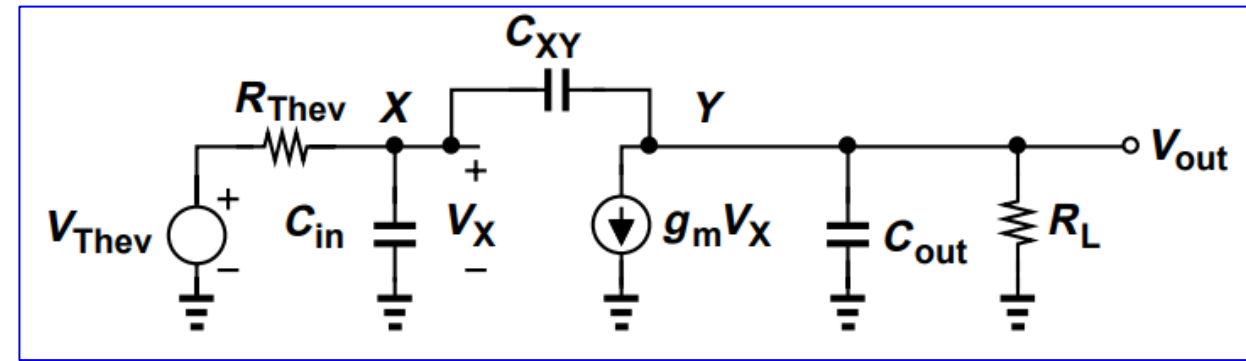 C_XY
R_Thev X Y
V_out
+ +
V_Thev C_in V_X g_mV_X C_out R_L
− −